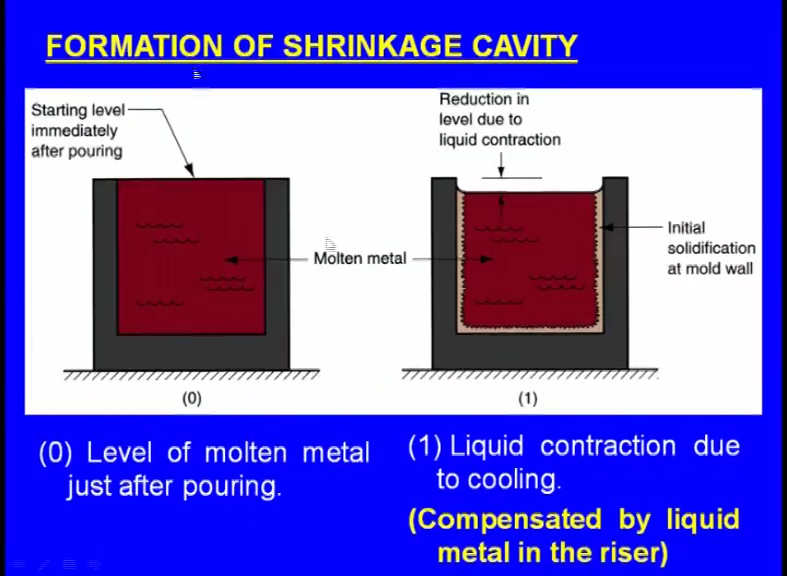 FORMATION OF SHRINKAGE CAVITY
Starting level
immediately
after pouring
Reduction in
level due to
liquid contraction
Molten metal
Initial
solidification
at mold wall
(0)
(1)
(0) Level of molten metal
just after pouring.
(1) Liquid contraction due
to cooling.
(Compensated by liquid
metal in the riser)